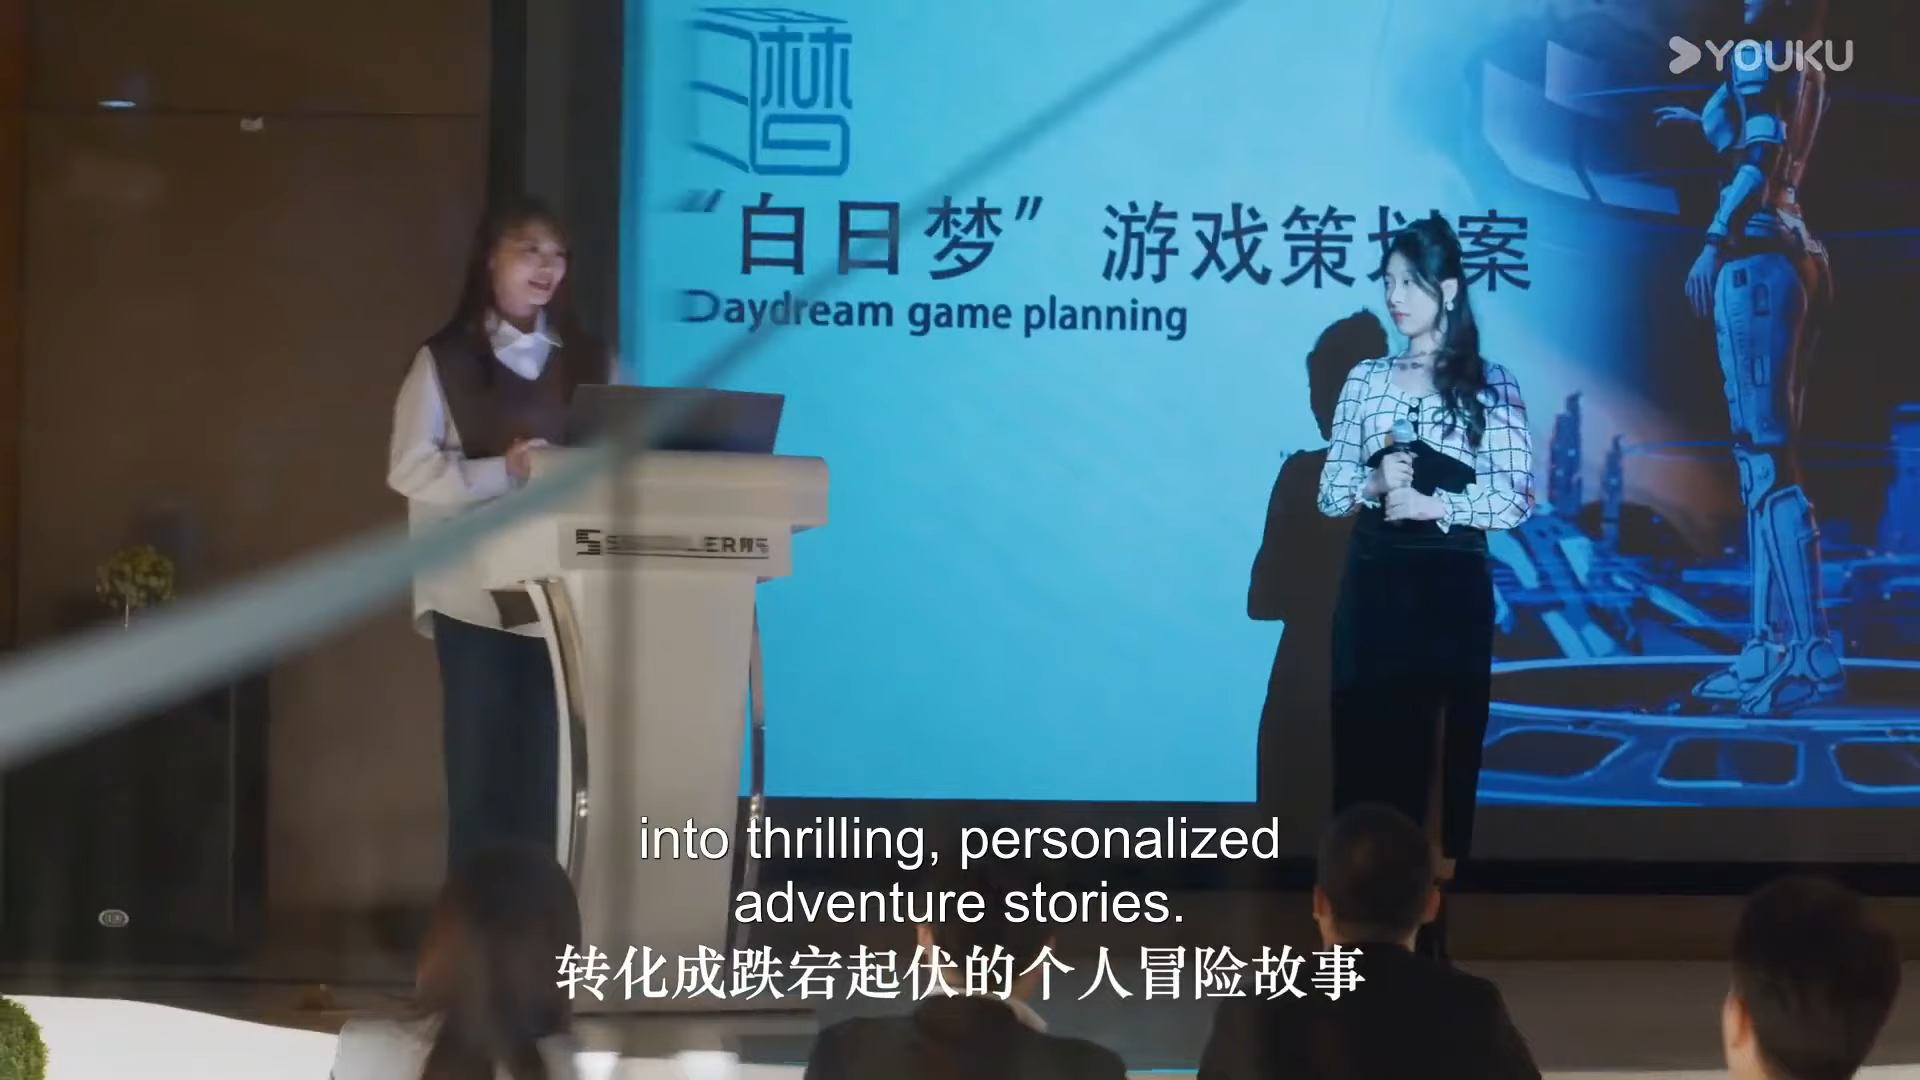 YOUKU
梦
"白日梦" 游戏策划案
Daydream game planning
into thrilling, personalized
adventure stories.
转化成跌宕起伏的个人冒险故事